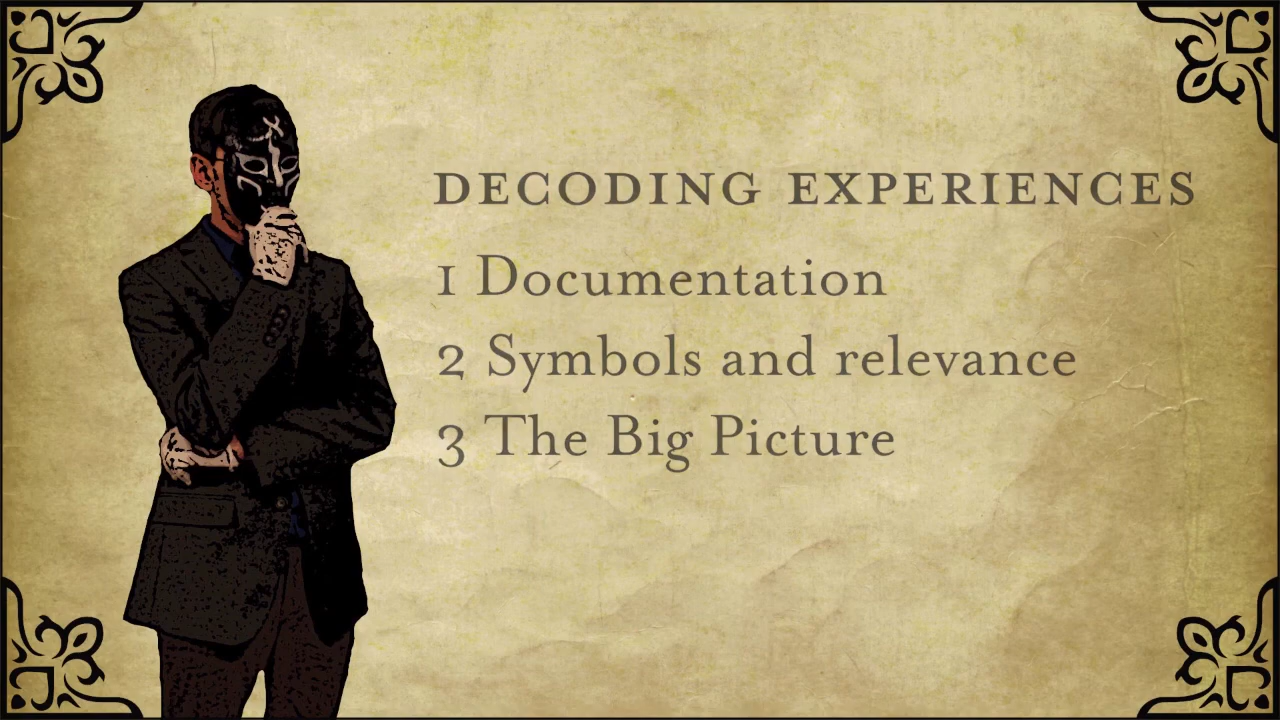 DECODING EXPERIENCES
1 Documentation
2 Symbols and relevance
3 The Big Picture